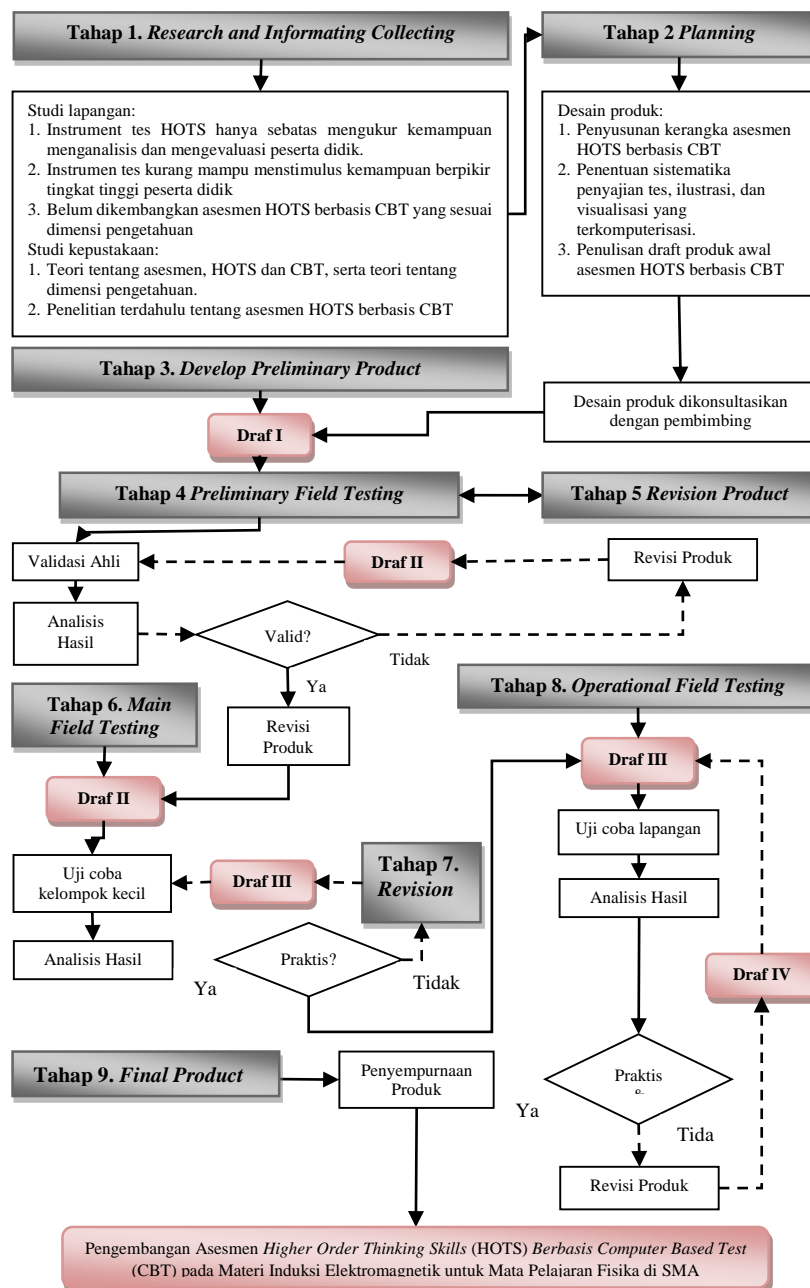 Tahap 1. Research and Informating Collecting
Tahap 2 Planning
Studi lapangan:
1. Instrument tes HOTS hanya sebatas mengukur kemampuan
menganalisis dan mengevaluasi peserta didik.
2. Instrumen tes kurang mampu menstimulus kemampuan berpikir
tingkat tinggi peserta didik
3. Belum dikembangkan asesmen HOTS berbasis CBT yang sesuai
dimensi pengetahuan
Studi kepustakaan:
1. Teori tentang asesmen, HOTS dan CBT, serta teori tentang
dimensi pengetahuan.
2. Penelitian terdahulu tentang asesmen HOTS berbasis CBT
Desain produk:
1. Penyusunan kerangka asesmen
HOTS berbasis CBT
2. Penentuan sistematika
penyajian tes, ilustrasi, dan
visualisasi yang
terkomputerisasi.
3. Penulisan draft produk awal
asesmen HOTS berbasis CBT
Tahap 3. Develop Preliminary Product
Desain produk dikonsultasikan
dengan pembimbing
Draf I
Tahap 4 Preliminary Field Testing
Tahap 5 Revision Product
Validasi Ahli
Draf II
Revisi Produk
Analisis
Hasil
Valid?
Tidak
Ya
Tahap 6. Main
Field Testing
Revisi
Produk
Tahap 8. Operational Field Testing
Draf II
Draf III
Uji coba
kelompok kecil
Draf III
Tahap 7.
Revision
Uji coba lapangan
Analisis Hasil
Analisis Hasil
Praktis?
Ya
Tidak
Draf IV
Tahap 9. Final Product
Penyempurnaan
Produk
Praktis
Ya
Tida
Revisi Produk
Pengembangan Asesmen Higher Order Thinking Skills (HOTS) Berbasis Computer Based Test
(CBT) pada Materi Induksi Elektromagnetik untuk Mata Pelajaran Fisika di SMA